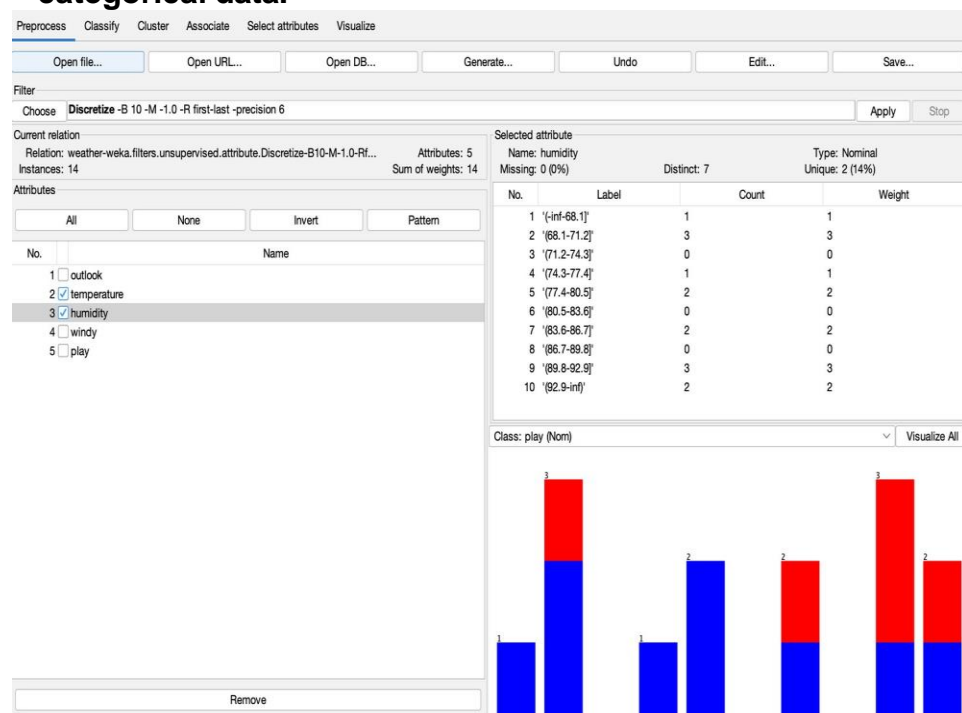 categorical data.
Preprocess Classify Cluster Associate Select attributes Visualize
Open file... Open URL... Open DB... Generate... Undo Edit... Save...
Filter
Choose Discretize -B 10 -M -1.0 -R first-last -precision 6 Apply Stop
Current relation
Relation: weather-weka.filters.unsupervised.attribute.Discretize-B10-M-1.0-Rf... Attributes: 5
Instances: 14 Sum of weights: 14
Attributes
All None Invert Pattern
No. Name
1 outlook
2 temperature
3 humidity
4 windy
5 play
Remove
Selected attribute
Name: humidity Type: Nominal
Missing: 0 (0%) Distinct: 7 Unique: 2 (14%)
No. Label Count Weight
1 '(-inf-68.1]' 1 1
2 '(68.1-71.2]' 3 3
3 '(71.2-74.3]' 0 0
4 '(74.3-77.4]' 1 1
5 '(77.4-80.5]' 2 2
6 '(80.5-83.6]' 0 0
7 '(83.6-86.7]' 2 2
8 '(86.7-89.8]' 0 0
9 '(89.8-92.9]' 3 3
10 '(92.9-inf)' 2 2
Class: play (Nom) Visualize All
3 3
2 2 2
1 1